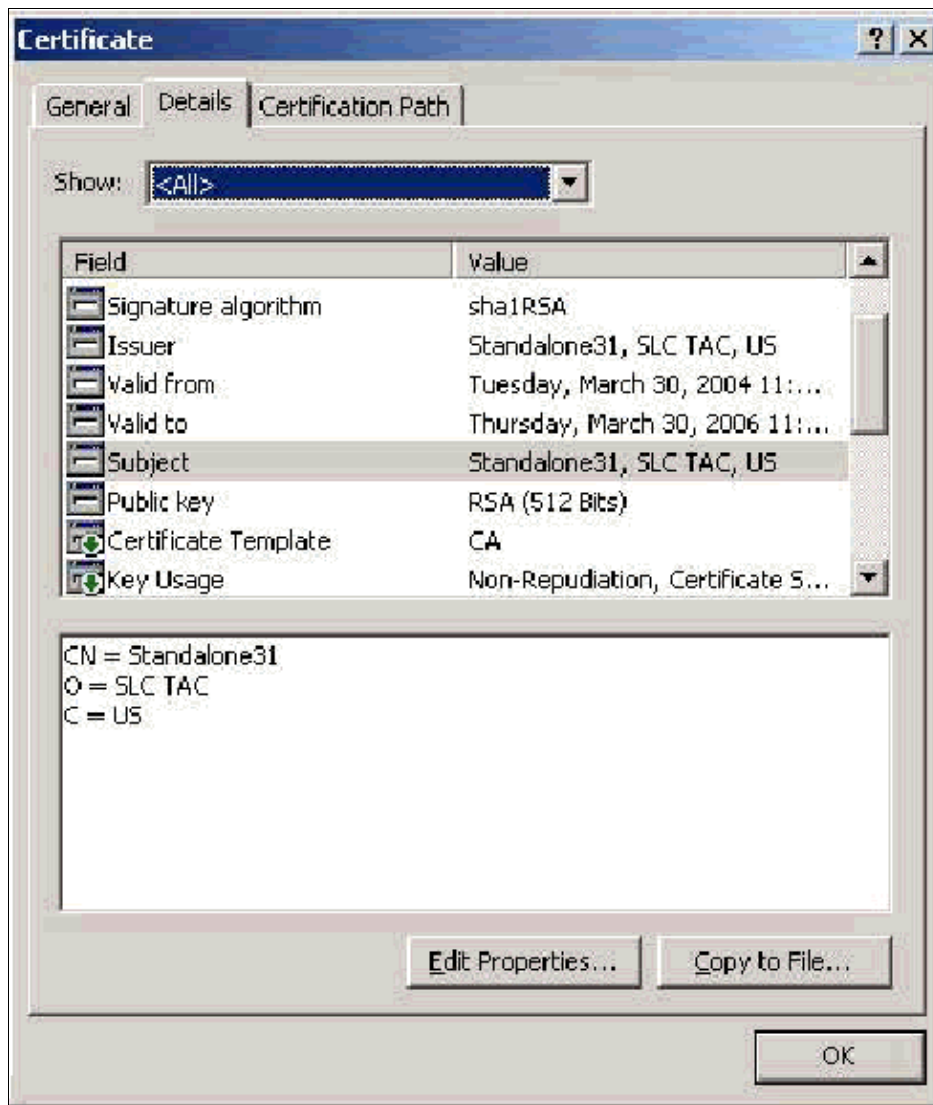 Certificate
General Details Certification Path
Show: <All>
Field Value
Signature algorithm sha1RSA
Issuer Standalone31, SLC TAC, US
Valid from Tuesday, March 30, 2004 11:...
Valid to Thursday, March 30, 2006 11:...
Subject Standalone31, SLC TAC, US
Public key RSA (512 Bits)
Certificate Template CA
Key Usage Non-Repudiation, Certificate S...
CN = Standalone31
O = SLC TAC
C = US
Edit Properties... Copy to File...
OK